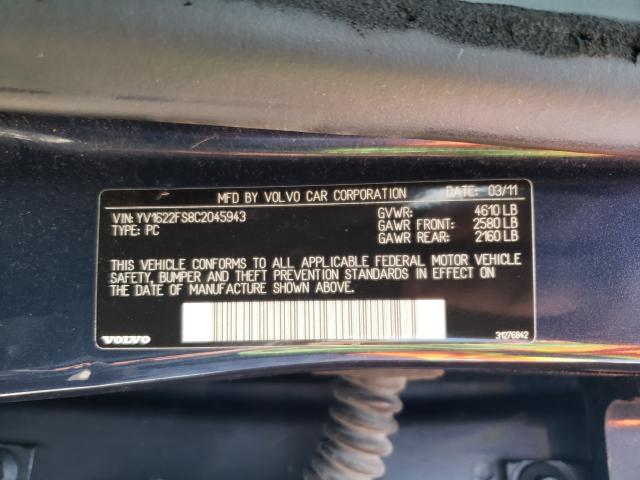 MFD BY VOLVO CAR CORPORATION DATE: 03/11
VIN: YV1622FS8C2045943 GVWR: 4610 LB
TYPE: PC GAWR FRONT: 2580 LB
GAWR REAR: 2160 LB
THIS VEHICLE CONFORMS TO ALL APPLICABLE FEDERAL MOTOR VEHICLE
SAFETY, BUMPER AND THEFT PREVENTION STANDARDS IN EFFECT ON
THE DATE OF MANUFACTURE SHOWN ABOVE.
VOLVO 31276842